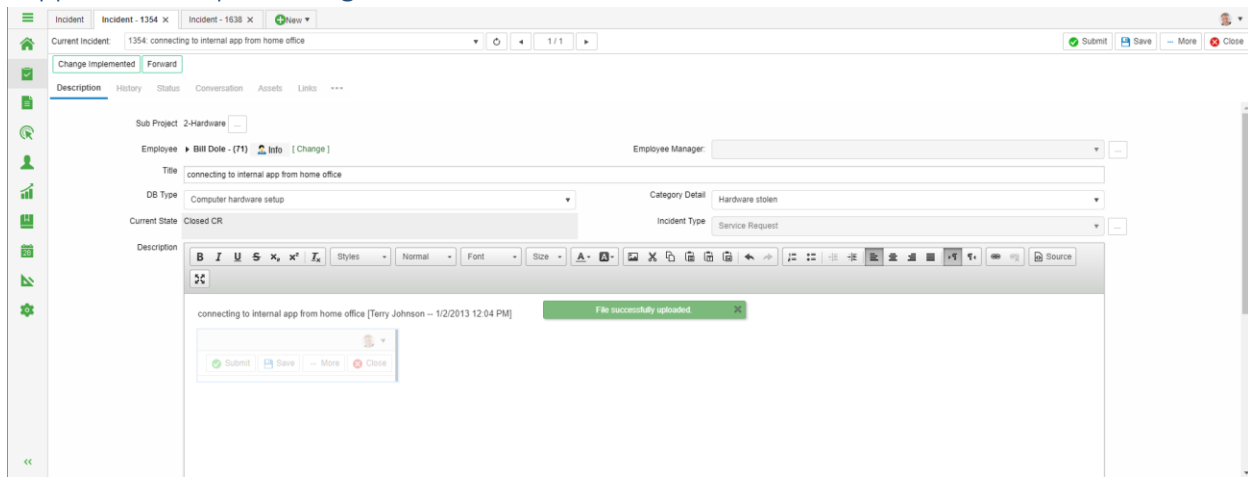 Incident Incident - 1354 × Incident - 1638 × New
Current Incident: 1354: connecting to internal app from home office 1/1 Submit Save More Close
Change Implemented Forward
Description History Status Conversation Assets Links
Sub Project 2-Hardware ...
Employee Bill Dole - (71) Info [ Change ] Employee Manager: ...
Title connecting to internal app from home office
DB Type Computer hardware setup Category Detail Hardware stolen
Current State Closed CR Incident Type Service Request ...
Description B I U S x₂ x² Tx Styles Normal Font Size A A Source
File successfully uploaded.
connecting to internal app from home office [Terry Johnson -- 1/2/2013 12:04 PM]
Submit Save More Close
20